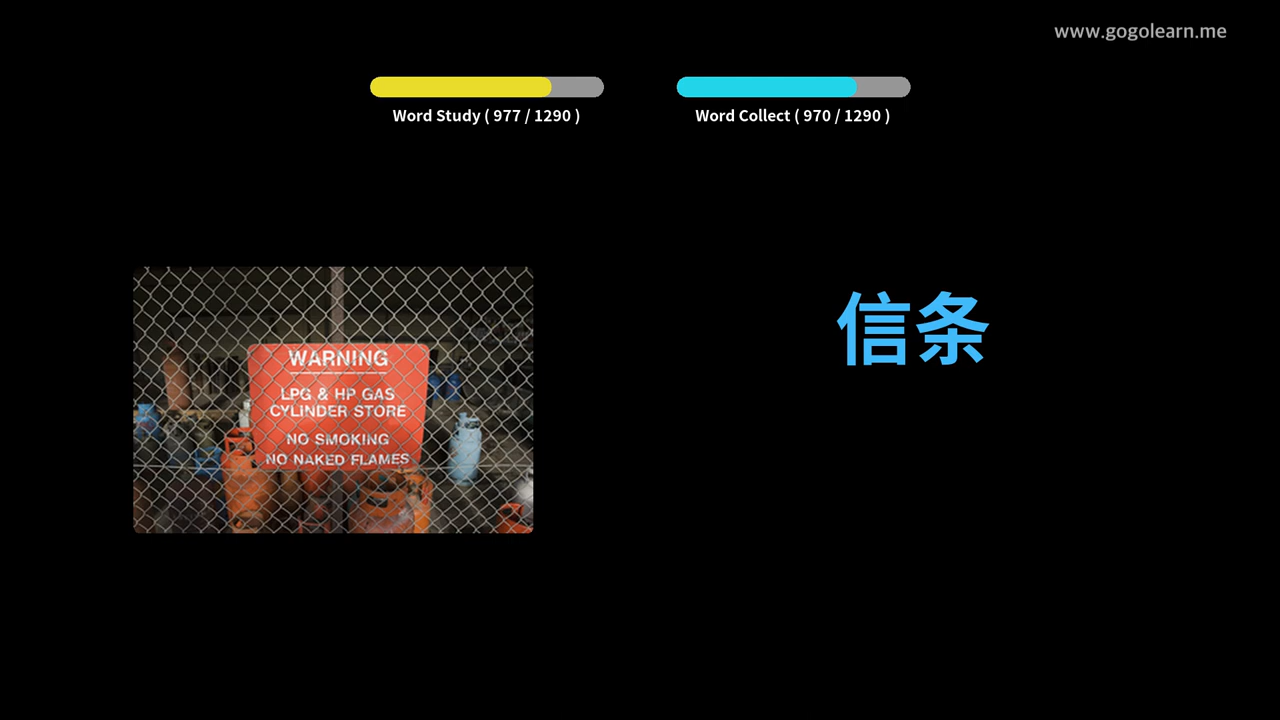 www.gogolearn.me
Word Study ( 977 / 1290 )
Word Collect ( 970 / 1290 )
信条
WARNING
LPG & HP GAS
CYLINDER STORE
NO SMOKING
NO NAKED FLAMES